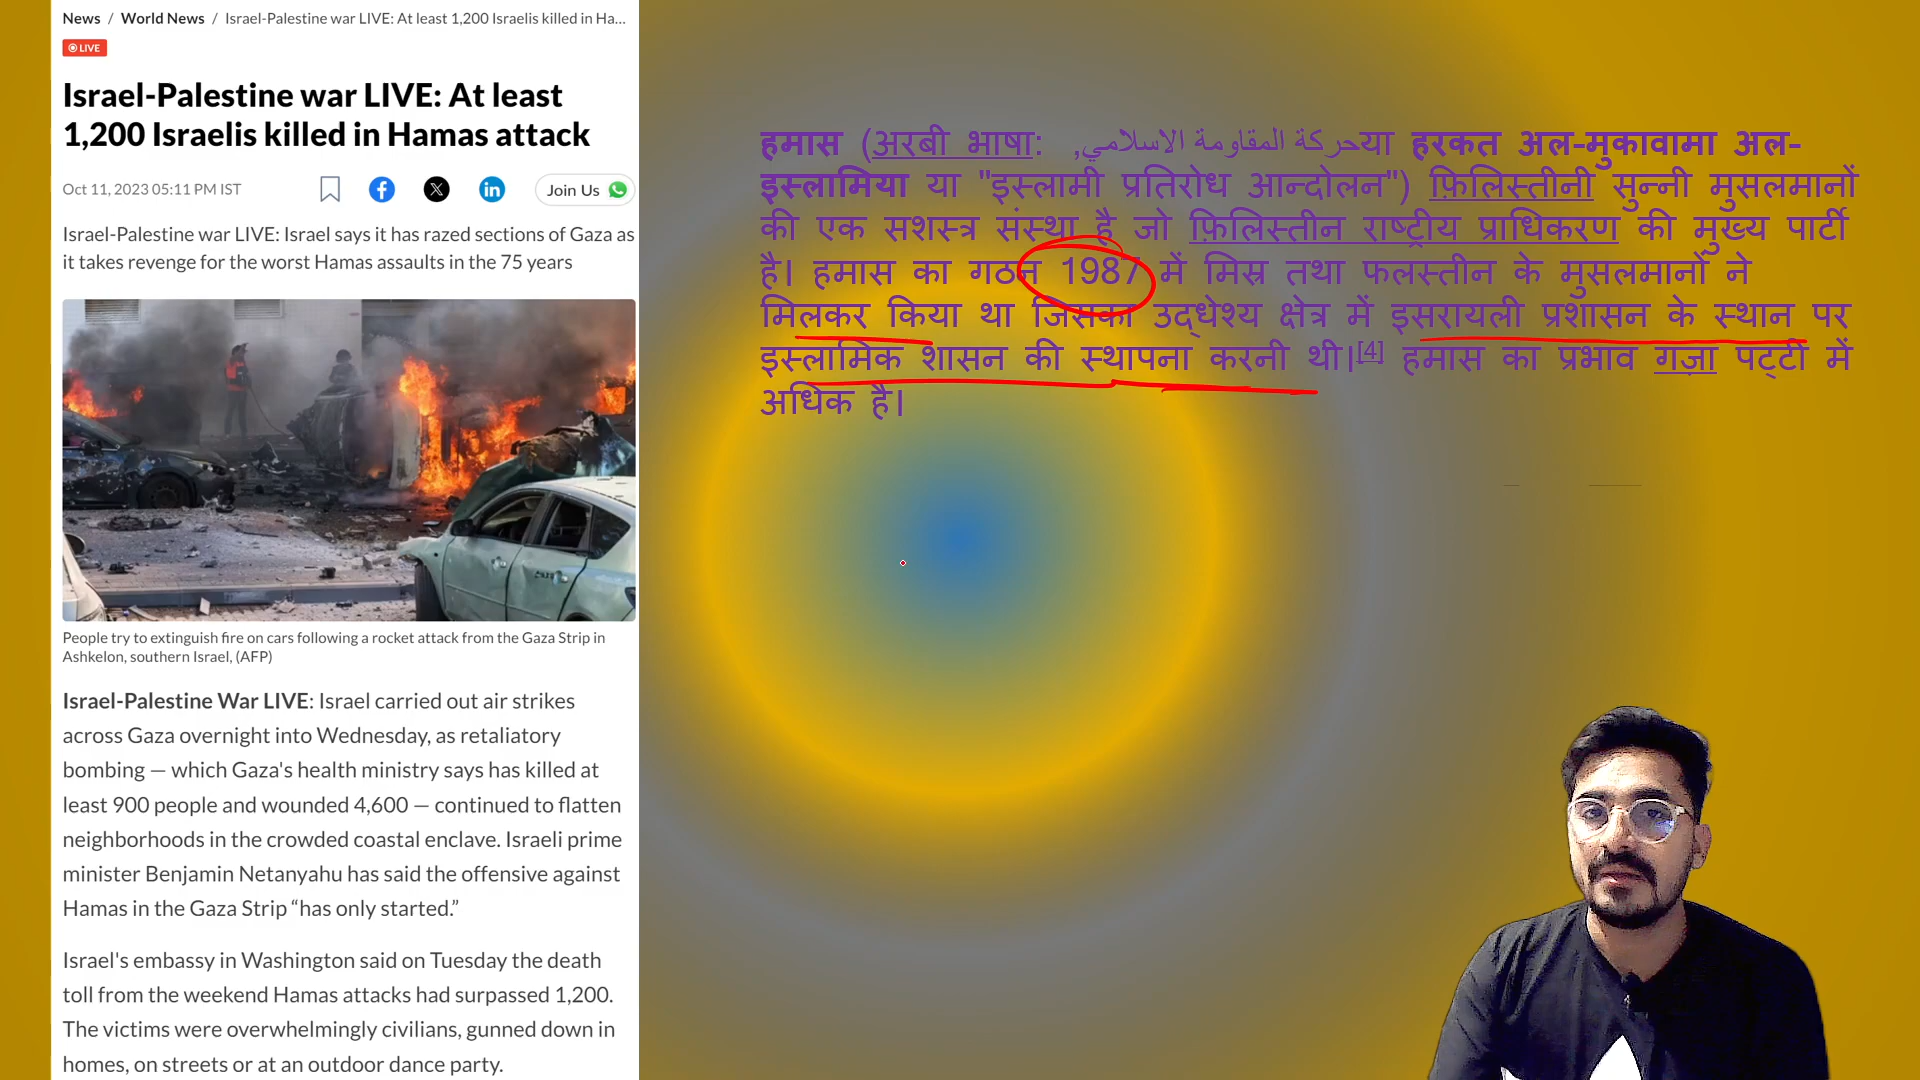 News / World News / Israel-Palestine war LIVE: At least 1,200 Israelis killed in Ha...
LIVE
Israel-Palestine war LIVE: At least
1,200 Israelis killed in Hamas attack
Oct 11, 2023 05:11 PM IST
Join Us
Israel-Palestine war LIVE: Israel says it has razed sections of Gaza as
it takes revenge for the worst Hamas assaults in the 75 years
People try to extinguish fire on cars following a rocket attack from the Gaza Strip in
Ashkelon, southern Israel, (AFP)
Israel-Palestine War LIVE: Israel carried out air strikes
across Gaza overnight into Wednesday, as retaliatory
bombing — which Gaza's health ministry says has killed at
least 900 people and wounded 4,600 — continued to flatten
neighborhoods in the crowded coastal enclave. Israeli prime
minister Benjamin Netanyahu has said the offensive against
Hamas in the Gaza Strip “has only started.”
Israel's embassy in Washington said on Tuesday the death
toll from the weekend Hamas attacks had surpassed 1,200.
The victims were overwhelmingly civilians, gunned down in
homes, on streets or at an outdoor dance party.
हमास (अरबी भाषा: حركة المقاومة الاسلامي, या हरकत अल-मुकावामा अल-
इस्लामिया या "इस्लामी प्रतिरोध आन्दोलन") फ़िलिस्तीनी सुन्नी मुसलमानों
की एक सशस्त्र संस्था है जो फ़िलिस्तीन राष्ट्रीय प्राधिकरण की मुख्य पार्टी
है। हमास का गठन 1987 में मिस्र तथा फलस्तीन के मुसलमानों ने
मिलकर किया था जिसका उद्धेश्य क्षेत्र में इसरायली प्रशासन के स्थान पर
इस्लामिक शासन की स्थापना करनी थी।[4] हमास का प्रभाव गज़ा पट्टी में
अधिक है।